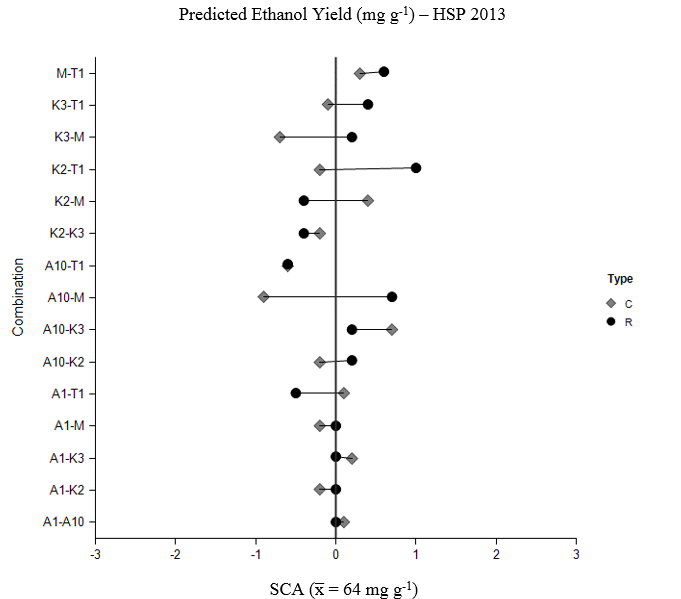 Predicted Ethanol Yield (mg g⁻¹) – HSP 2013
M-T1
K3-T1
K3-M
K2-T1
K2-M
K2-K3
A10-T1
A10-M
A10-K3
A10-K2
A1-T1
A1-M
A1-K3
A1-K2
A1-A10
Combination
-3 -2 -1 0 1 2 3
SCA (x̅ = 64 mg g⁻¹)
Type
C
R